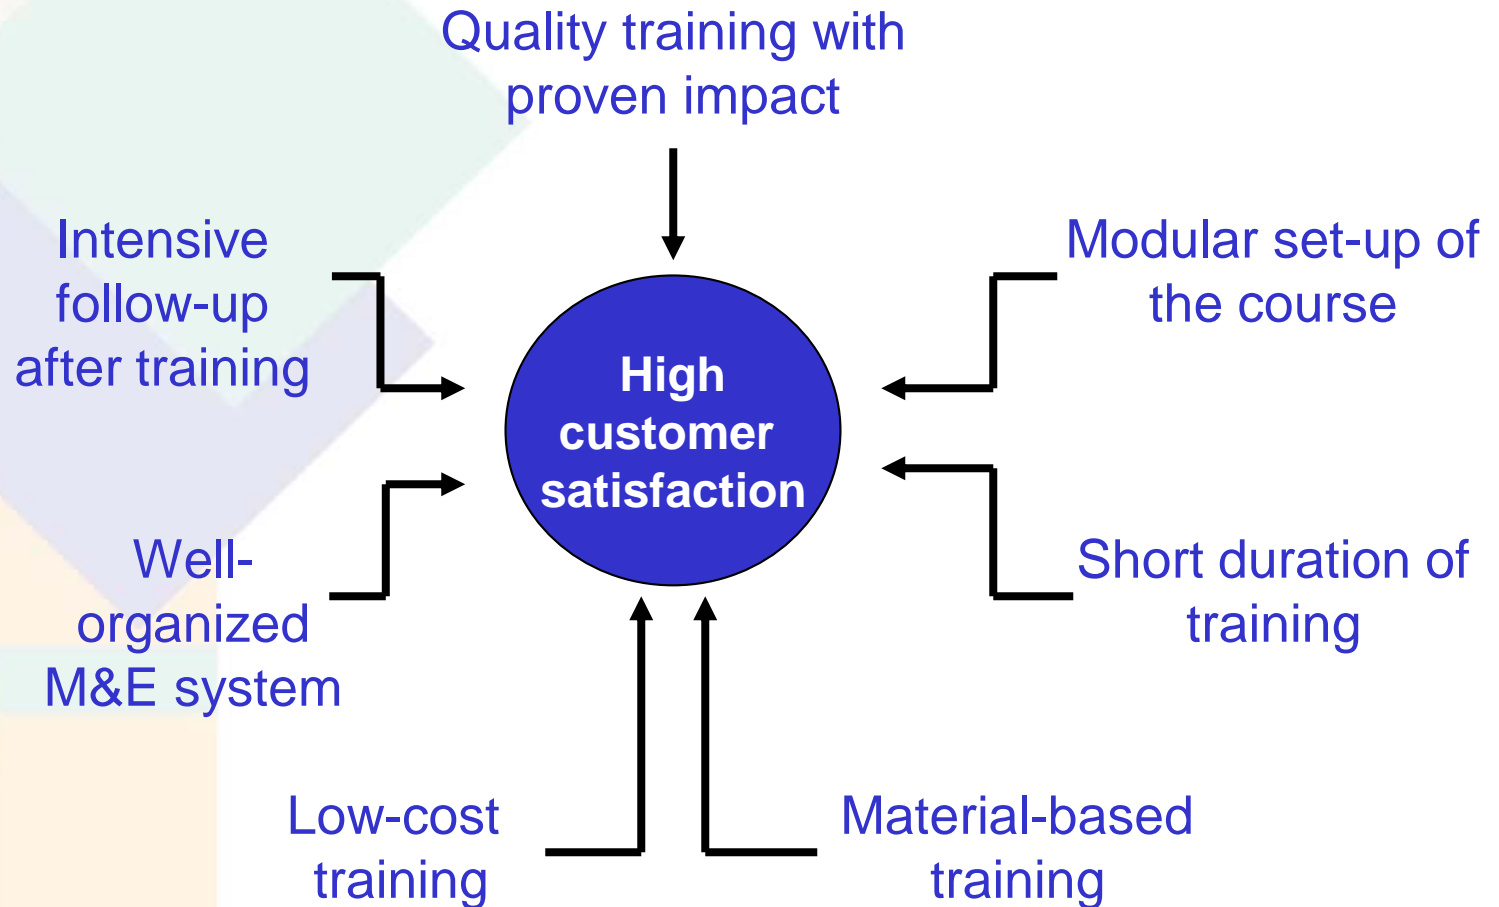 Quality training with
proven impact
Intensive
follow-up
after training
Modular set-up of
the course
High
customer
satisfaction
Well-
organized
M&E system
Short duration of
training
Low-cost
training
Material-based
training